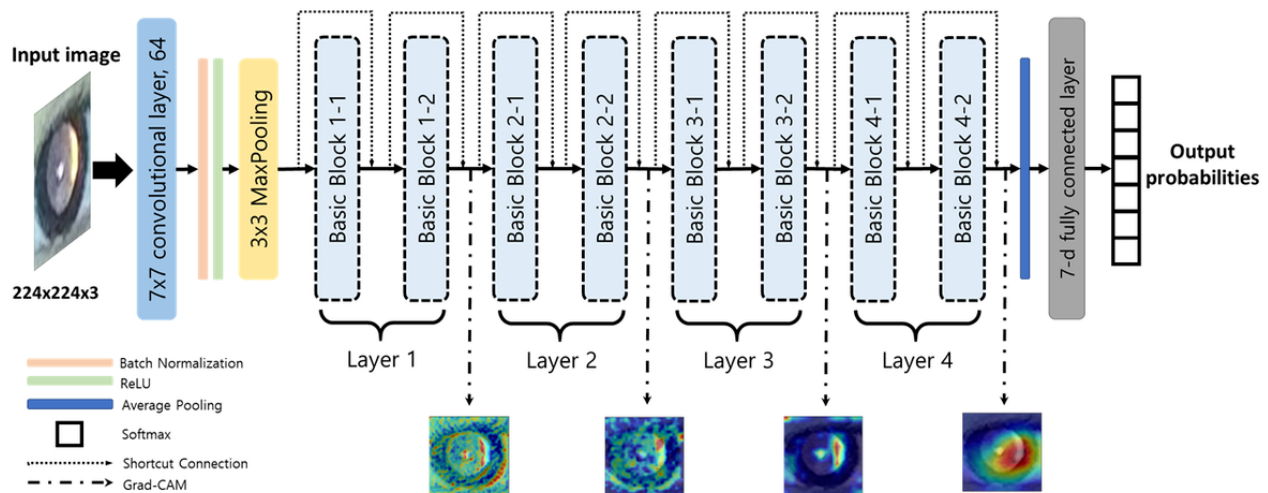 Input image
224x224x3
7x7 convolutional layer, 64
3x3 MaxPooling
Basic Block 1-1
Basic Block 1-2
Basic Block 2-1
Basic Block 2-2
Basic Block 3-1
Basic Block 3-2
Basic Block 4-1
Basic Block 4-2
7-d fully connected layer
Output
probabilities
Layer 1
Layer 2
Layer 3
Layer 4
Batch Normalization
ReLU
Average Pooling
Softmax
Shortcut Connection
Grad-CAM